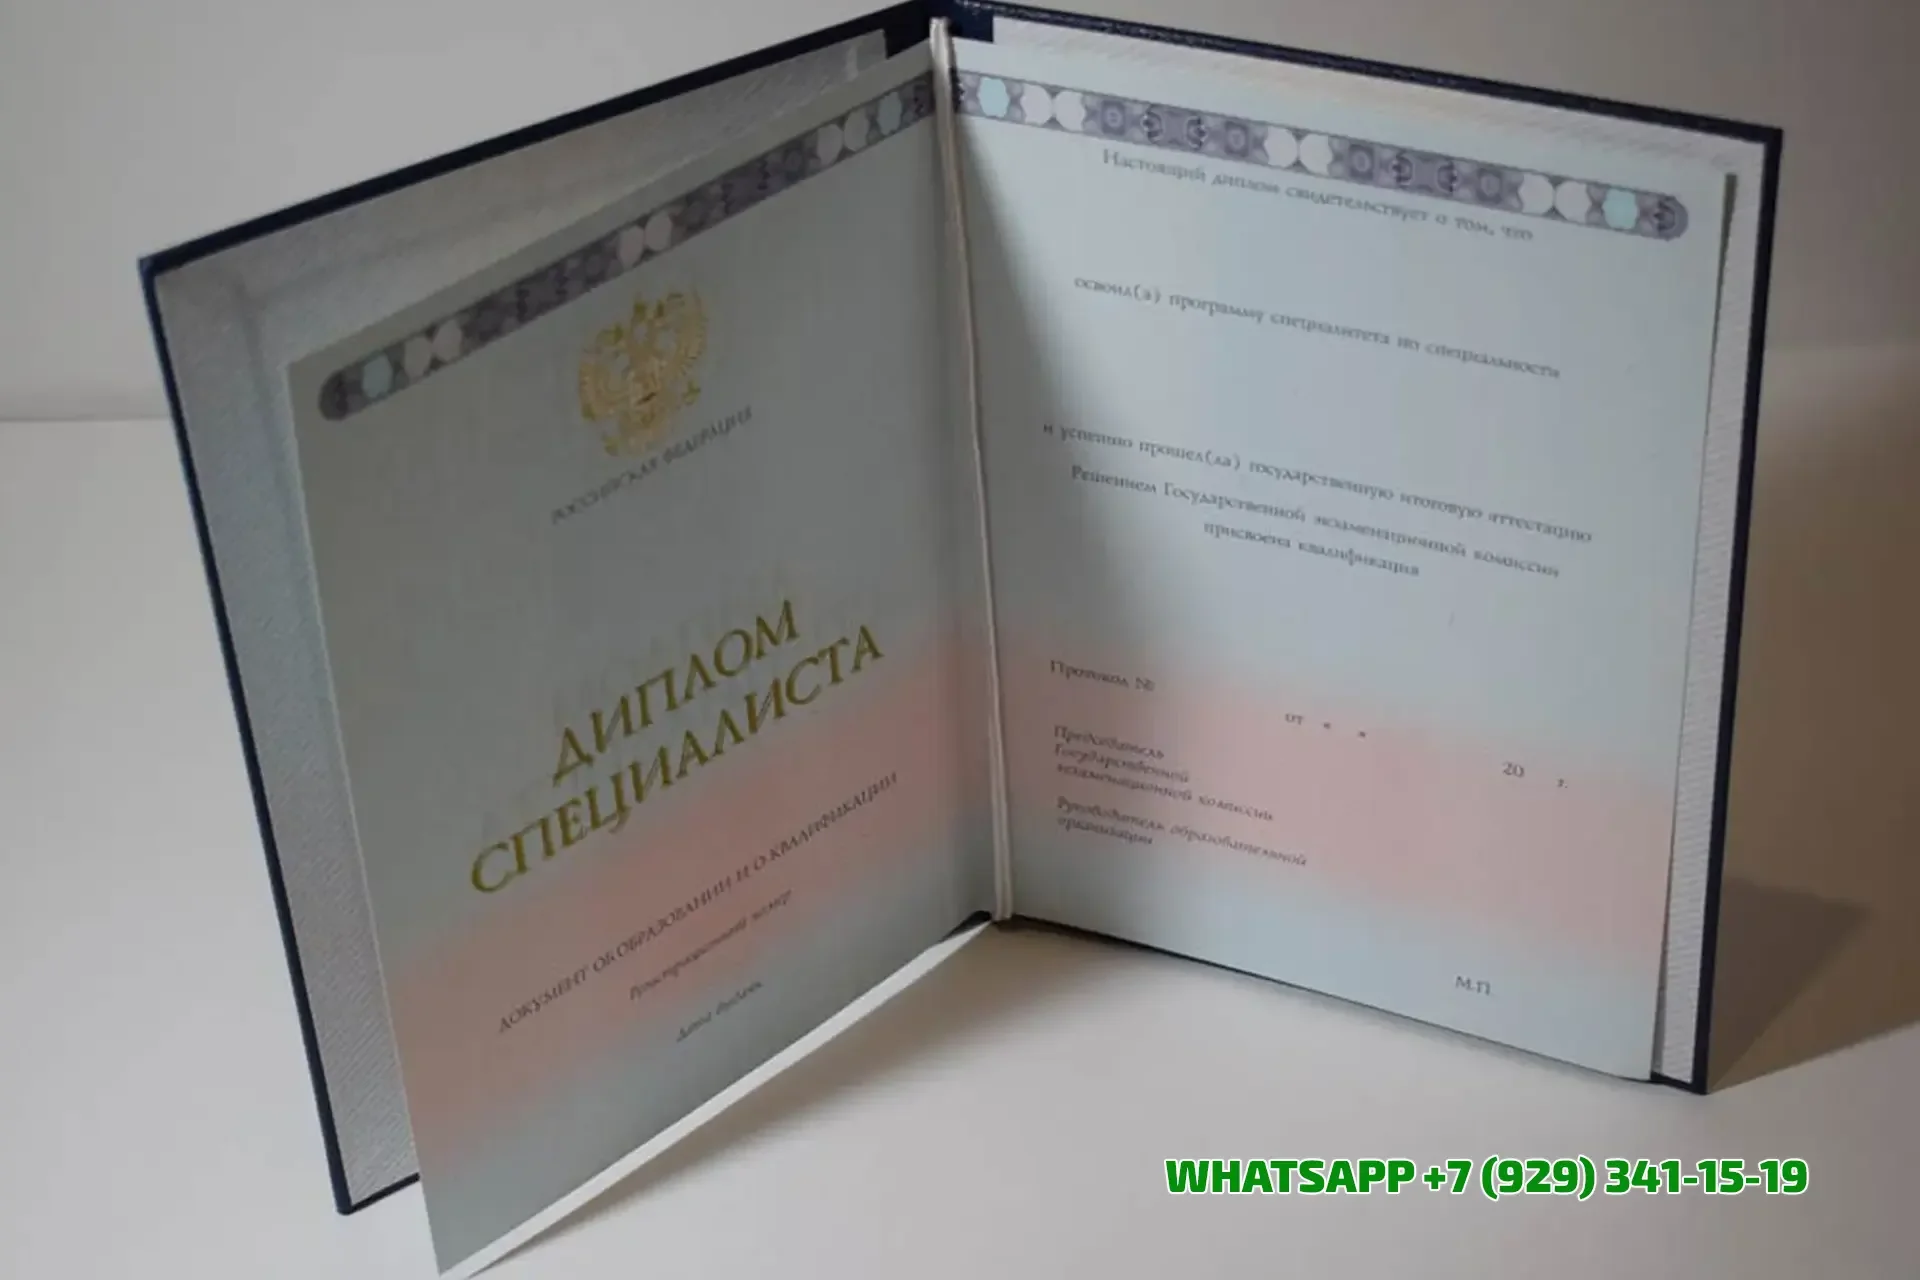 РОССИЙСКАЯ ФЕДЕРАЦИЯ
ДИПЛОМ
СПЕЦИАЛИСТА
ДОКУМЕНТ ОБ ОБРАЗОВАНИИ И О КВАЛИФИКАЦИИ
Регистрационный номер
Дата выдачи
Настоящий диплом свидетельствует о том, что
освоил(а) программу специалитета по специальности
и успешно прошел(ла) государственную итоговую аттестацию
Решением Государственной экзаменационной комиссии
присвоена квалификация
Протокол №
от « »
20 г.
Председатель
Государственной
экзаменационной комиссии
Руководитель образовательной
организации
М.П.
WHATSAPP +7 (929) 341-15-19